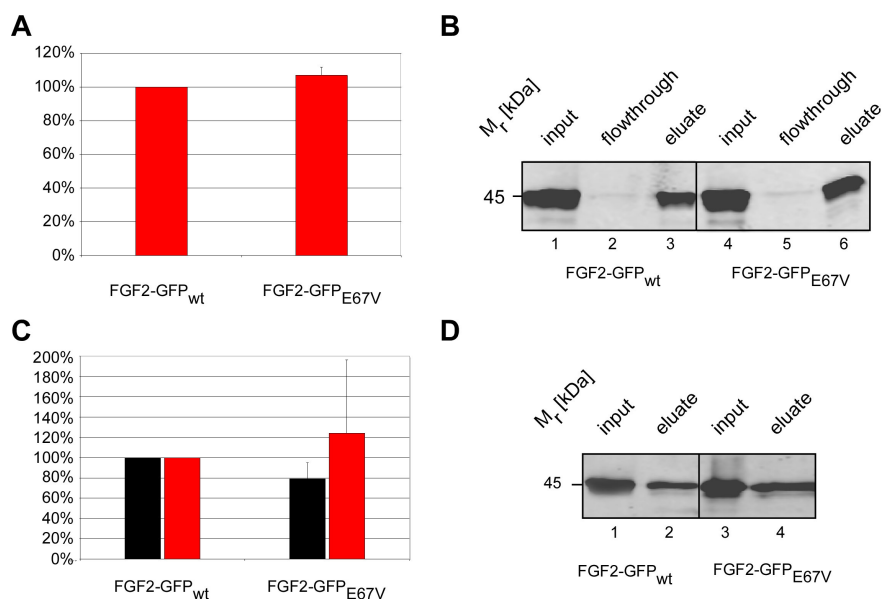 A
120%
100%
80%
60%
40%
20%
0%
FGF2-GFPwt
FGF2-GFPE67V
B
Mr [kDa]
input
flowthrough
eluate
input
flowthrough
eluate
45
1 2 3 4 5 6
FGF2-GFPwt
FGF2-GFPE67V
C
200%
180%
160%
140%
120%
100%
80%
60%
40%
20%
0%
FGF2-GFPwt
FGF2-GFPE67V
D
Mr [kDa]
input
eluate
input
eluate
45
1 2 3 4
FGF2-GFPwt
FGF2-GFPE67V